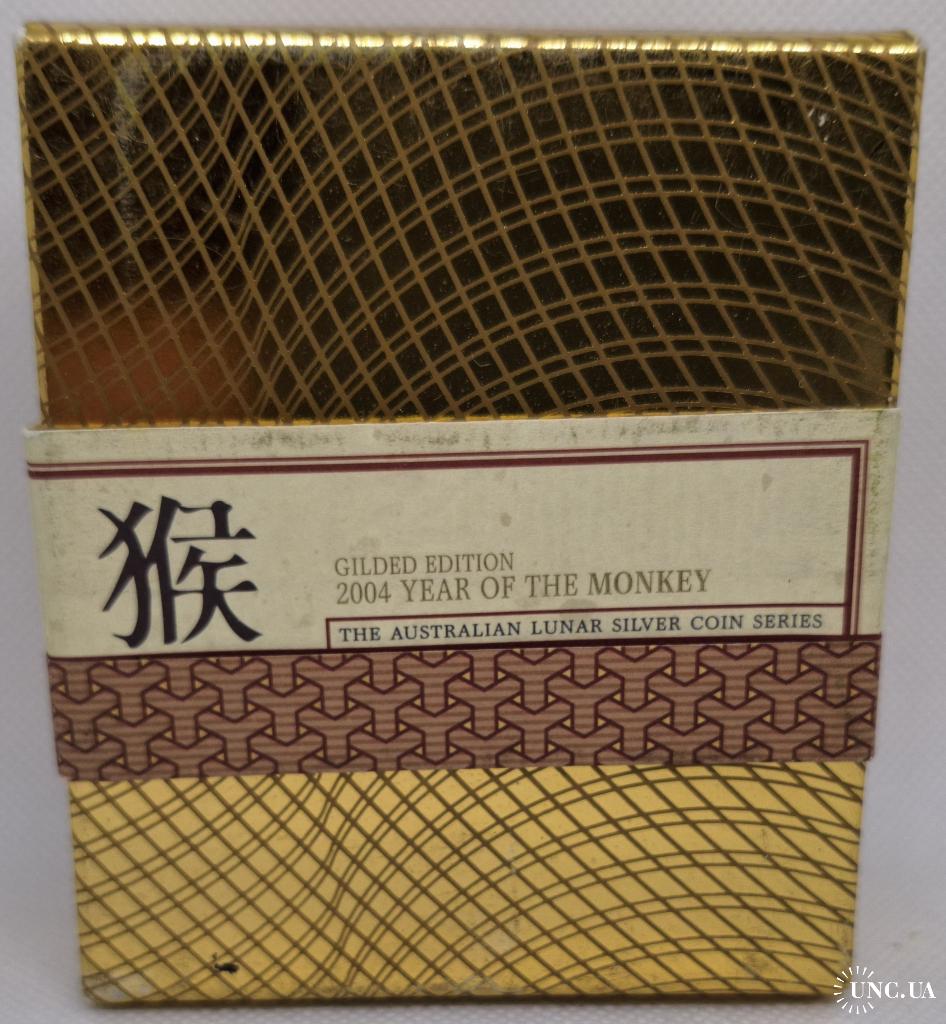 猴
GILDED EDITION
2004 YEAR OF THE MONKEY
THE AUSTRALIAN LUNAR SILVER COIN SERIES
UNC.UA